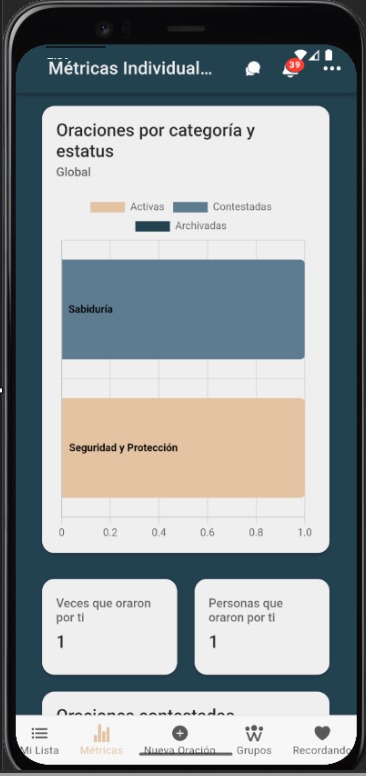 Métricas Individual...
39
Oraciones por categoría y
estatus
Global
Activas
Contestadas
Archivadas
Sabiduría
Seguridad y Protección
0 0.2 0.4 0.6 0.8 1.0
Veces que oraron
por ti
1
Personas que
oraron por ti
1
Oraciones contestadas
Mi Lista
Métricas
Nueva Oración
Grupos
Recordando